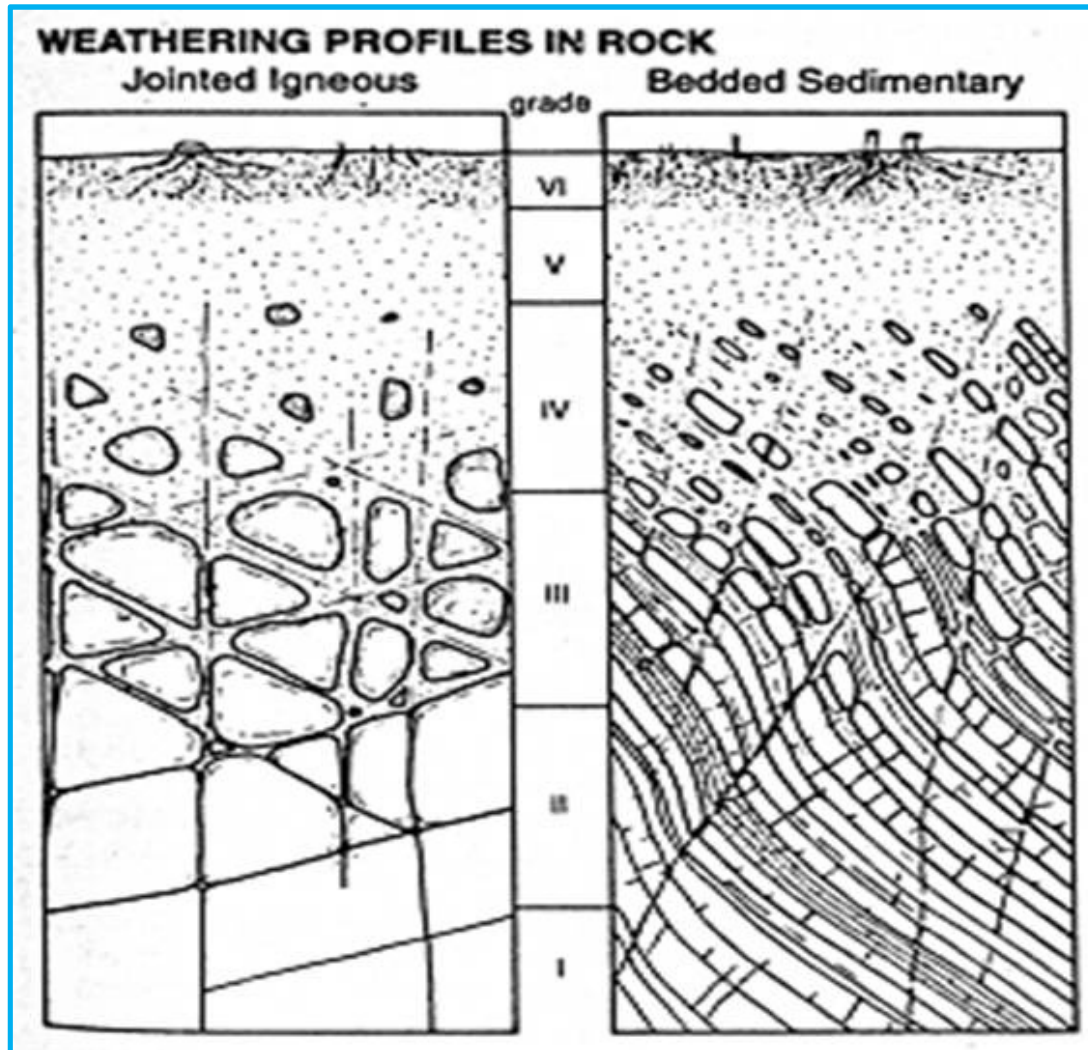 WEATHERING PROFILES IN ROCK
Jointed Igneous
grade
Bedded Sedimentary
VI
V
IV
III
II
I